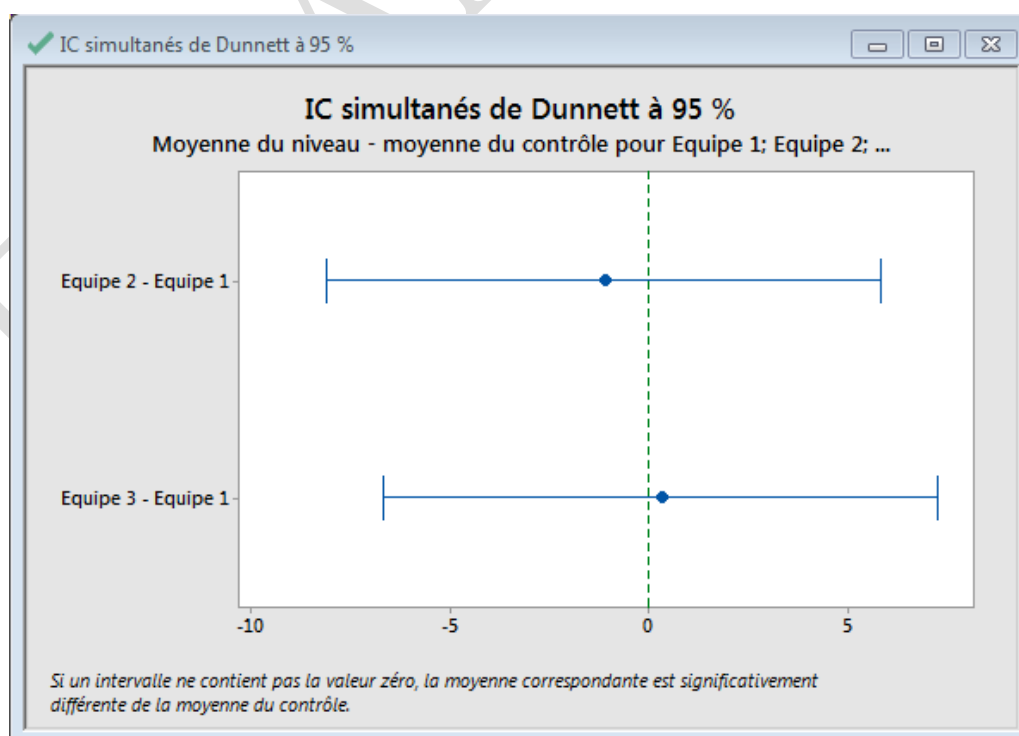 IC simultanés de Dunnett à 95 %
IC simultanés de Dunnett à 95 %
Moyenne du niveau - moyenne du contrôle pour Equipe 1; Equipe 2; ...
Equipe 2 - Equipe 1
Equipe 3 - Equipe 1
-10 -5 0 5
Si un intervalle ne contient pas la valeur zéro, la moyenne correspondante est significativement
différente de la moyenne du contrôle.